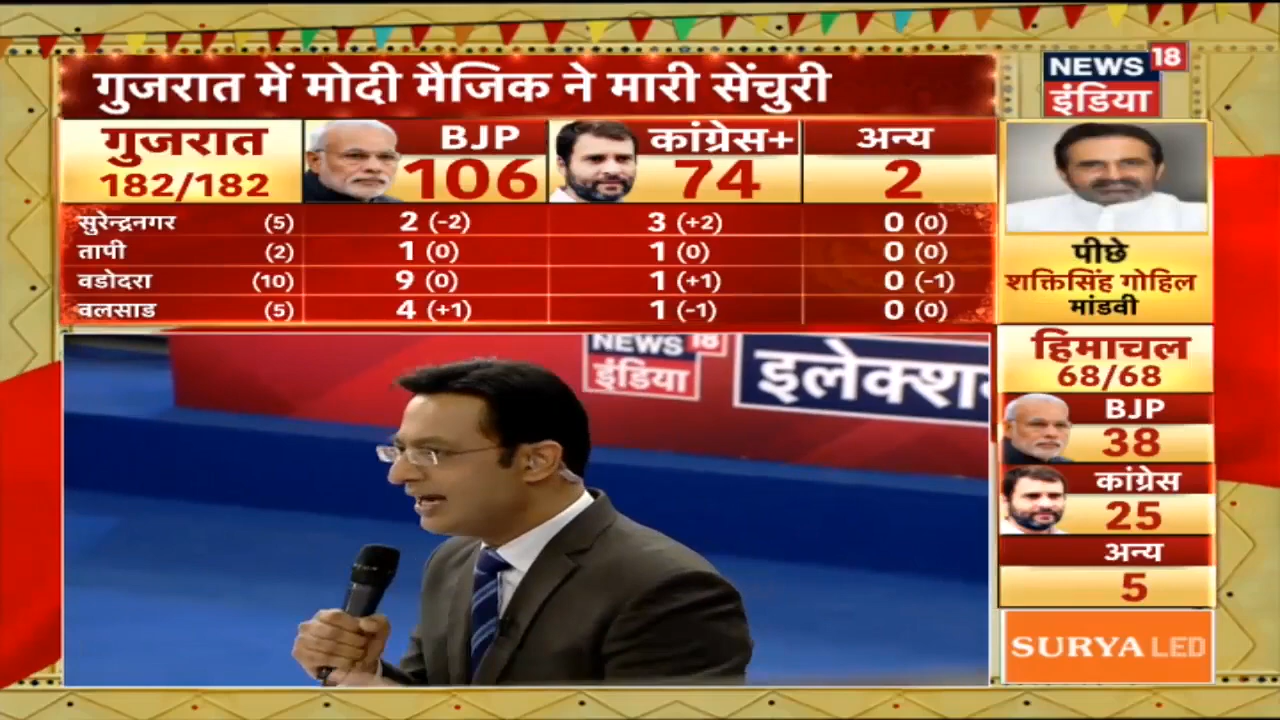 गुजरात में मोदी मैजिक ने मारी सेंचुरी
NEWS 18
इंडिया
गुजरात
182/182
BJP
106
कांग्रेस+
74
अन्य
2
सुरेन्द्रनगर (5) 2 (-2) 3 (+2) 0 (0)
तापी (2) 1 (0) 1 (0) 0 (0)
वडोदरा (10) 9 (0) 1 (+1) 0 (-1)
वलसाड (5) 4 (+1) 1 (-1) 0 (0)
पीछे
शक्तिसिंह गोहिल
मांडवी
NEWS 18
इंडिया
इलेक्शन
हिमाचल
68/68
BJP
38
कांग्रेस
25
अन्य
5
SURYA LED